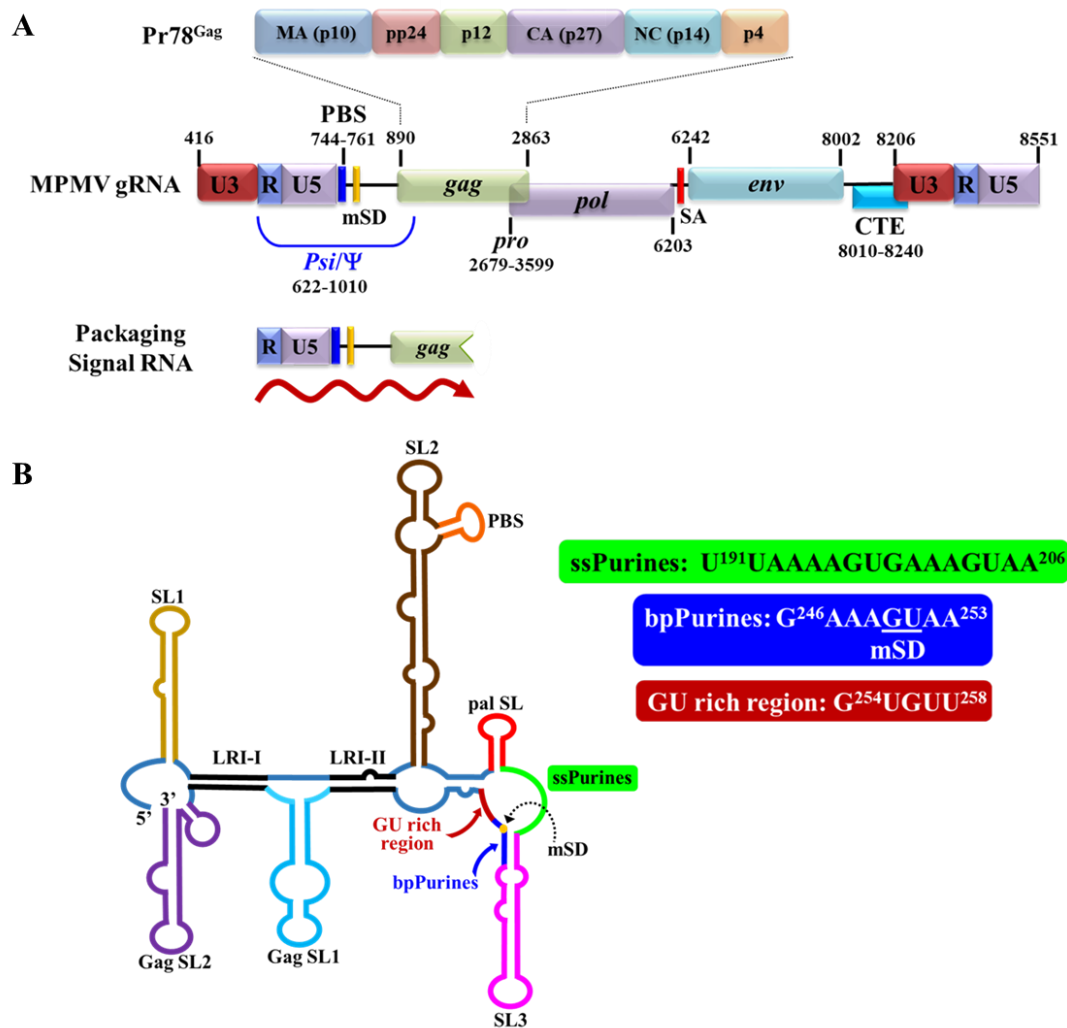 A
Pr78Gag
MA (p10) pp24 p12 CA (p27) NC (p14) p4
PBS
416 744-761 890 2863 6242 8002 8206 8551
MPMV gRNA
U3 R U5 gag pol env U3 R U5
mSD
SA
CTE
8010-8240
Psi/Ψ
622-1010
pro
2679-3599
6203
Packaging
Signal RNA
R U5 gag
B
SL2
PBS
SL1
ssPurines: U191UAAAAGUGAAAGUAA206
bpPurines: G246AAAGUAA253
mSD
GU rich region: G254UGUU258
pal SL
LRI-I LRI-II
ssPurines
5’ 3’
GU rich
region
mSD
bpPurines
Gag SL2
Gag SL1
SL3